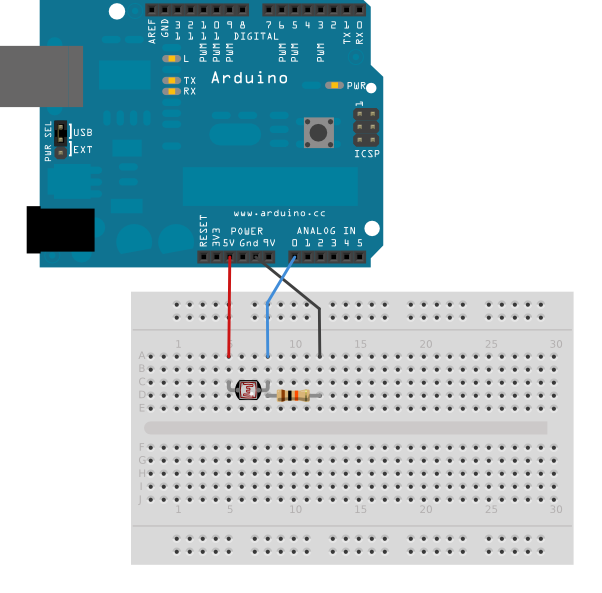 AREF GND 13 12 11 10 9 8 7 6 5 4 3 2 1 0
PWM PWM PWM PWM PWM PWM TX RX
DIGITAL
L
Arduino
TX
RX
PWR
1
PWR SEL
USB
EXT
ICSP
www.arduino.cc
POWER ANALOG IN
RESET 3V3 5V Gnd 9V 0 1 2 3 4 5
1 5 10 15 20 25 30
A
B
C
D
E
F
G
H
I
J
1 5 10 15 20 25 30